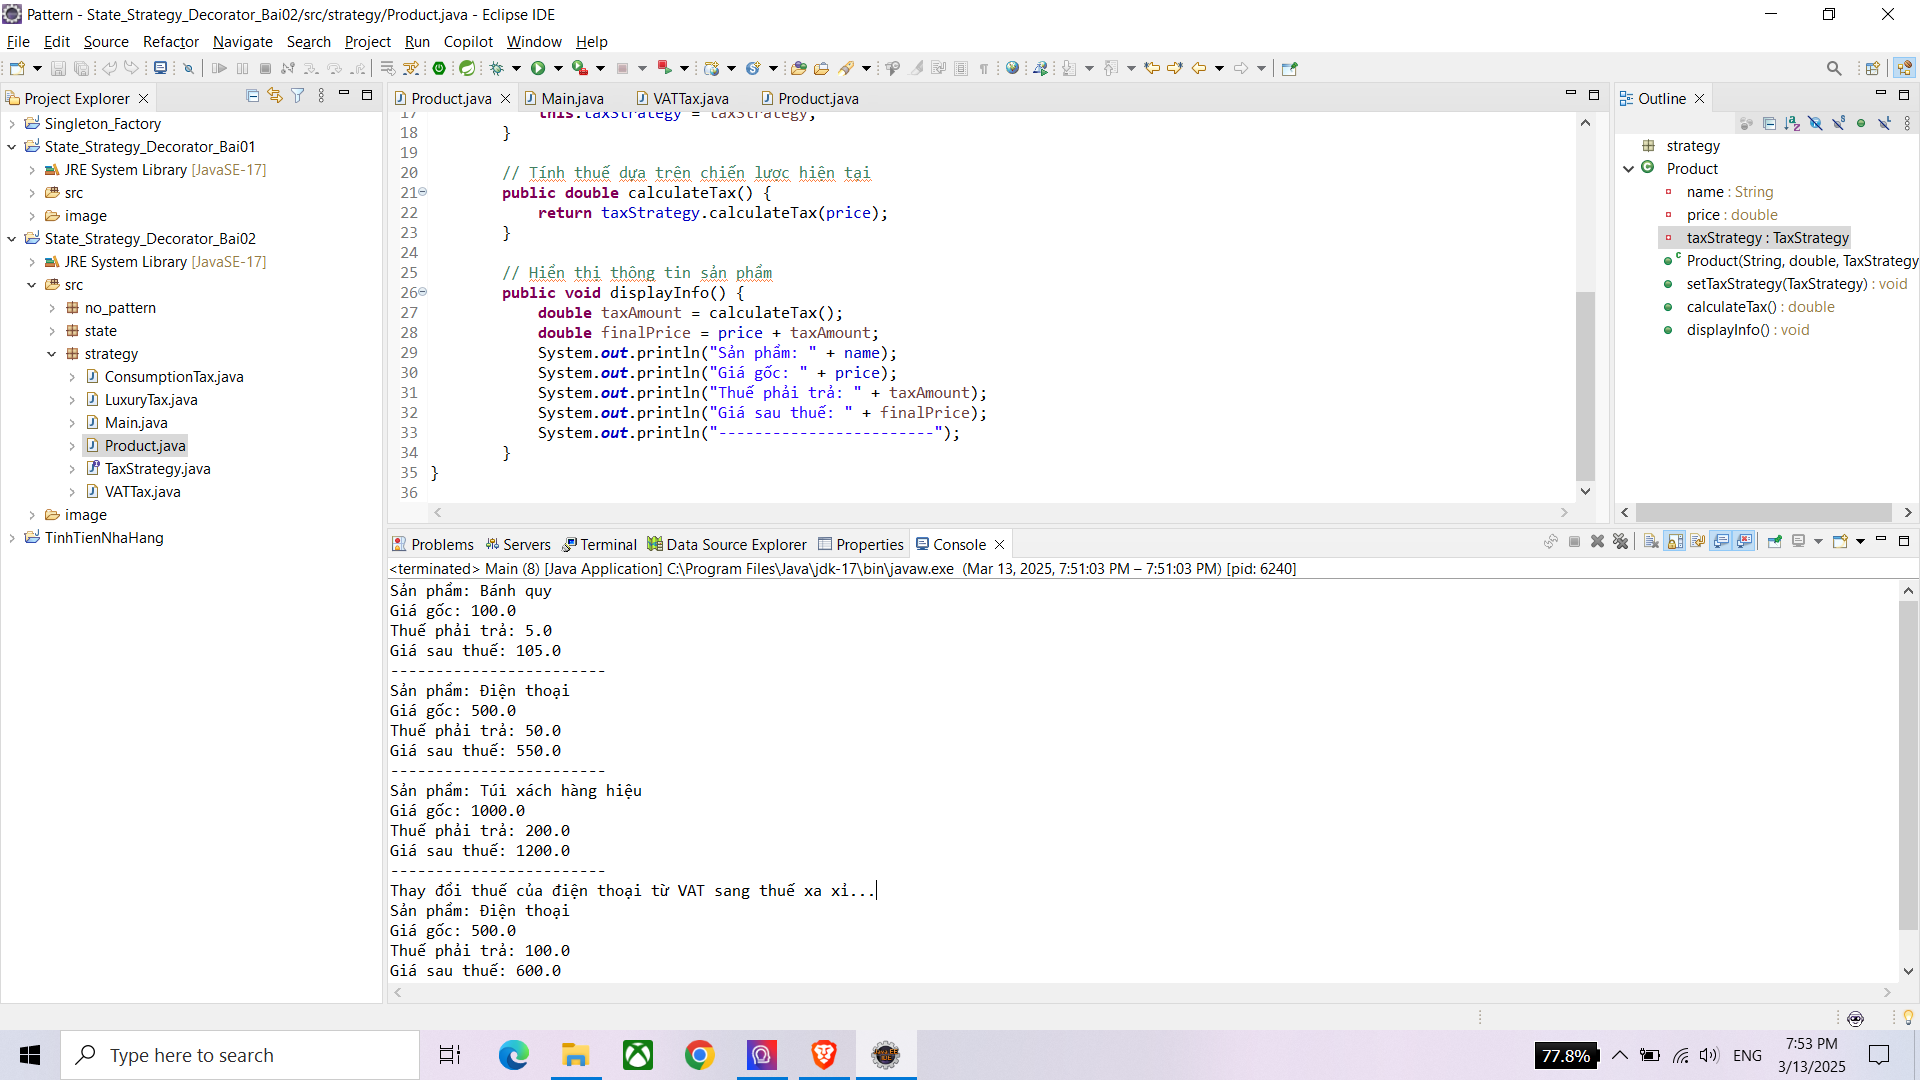 Pattern - State_Strategy_Decorator_Bai02/src/strategy/Product.java - Eclipse IDE
File Edit Source Refactor Navigate Search Project Run Copilot Window Help
Project Explorer
Singleton_Factory
State_Strategy_Decorator_Bai01
JRE System Library [JavaSE-17]
src
image
State_Strategy_Decorator_Bai02
JRE System Library [JavaSE-17]
src
no_pattern
state
strategy
ConsumptionTax.java
LuxuryTax.java
Main.java
Product.java
TaxStrategy.java
VATTax.java
image
TinhTienNhaHang
Product.java Main.java VATTax.java Product.java
17 this.taxStrategy = taxStrategy;
18 }
19
20 // Tính thuế dựa trên chiến lược hiện tại
21 public double calculateTax() {
22 return taxStrategy.calculateTax(price);
23 }
24
25 // Hiển thị thông tin sản phẩm
26 public void displayInfo() {
27 double taxAmount = calculateTax();
28 double finalPrice = price + taxAmount;
29 System.out.println("Sản phẩm: " + name);
30 System.out.println("Giá gốc: " + price);
31 System.out.println("Thuế phải trả: " + taxAmount);
32 System.out.println("Giá sau thuế: " + finalPrice);
33 System.out.println("------------------------");
34 }
35 }
36
Outline
strategy
Product
name : String
price : double
taxStrategy : TaxStrategy
Product(String, double, TaxStrategy
setTaxStrategy(TaxStrategy) : void
calculateTax() : double
displayInfo() : void
Problems Servers Terminal Data Source Explorer Properties Console
<terminated> Main (8) [Java Application] C:\Program Files\Java\jdk-17\bin\javaw.exe (Mar 13, 2025, 7:51:03 PM – 7:51:03 PM) [pid: 6240]
Sản phẩm: Bánh quy
Giá gốc: 100.0
Thuế phải trả: 5.0
Giá sau thuế: 105.0
------------------------
Sản phẩm: Điện thoại
Giá gốc: 500.0
Thuế phải trả: 50.0
Giá sau thuế: 550.0
------------------------
Sản phẩm: Túi xách hàng hiệu
Giá gốc: 1000.0
Thuế phải trả: 200.0
Giá sau thuế: 1200.0
------------------------
Thay đổi thuế của điện thoại từ VAT sang thuế xa xỉ...
Sản phẩm: Điện thoại
Giá gốc: 500.0
Thuế phải trả: 100.0
Giá sau thuế: 600.0
Type here to search
77.8%
ENG
7:53 PM
3/13/2025